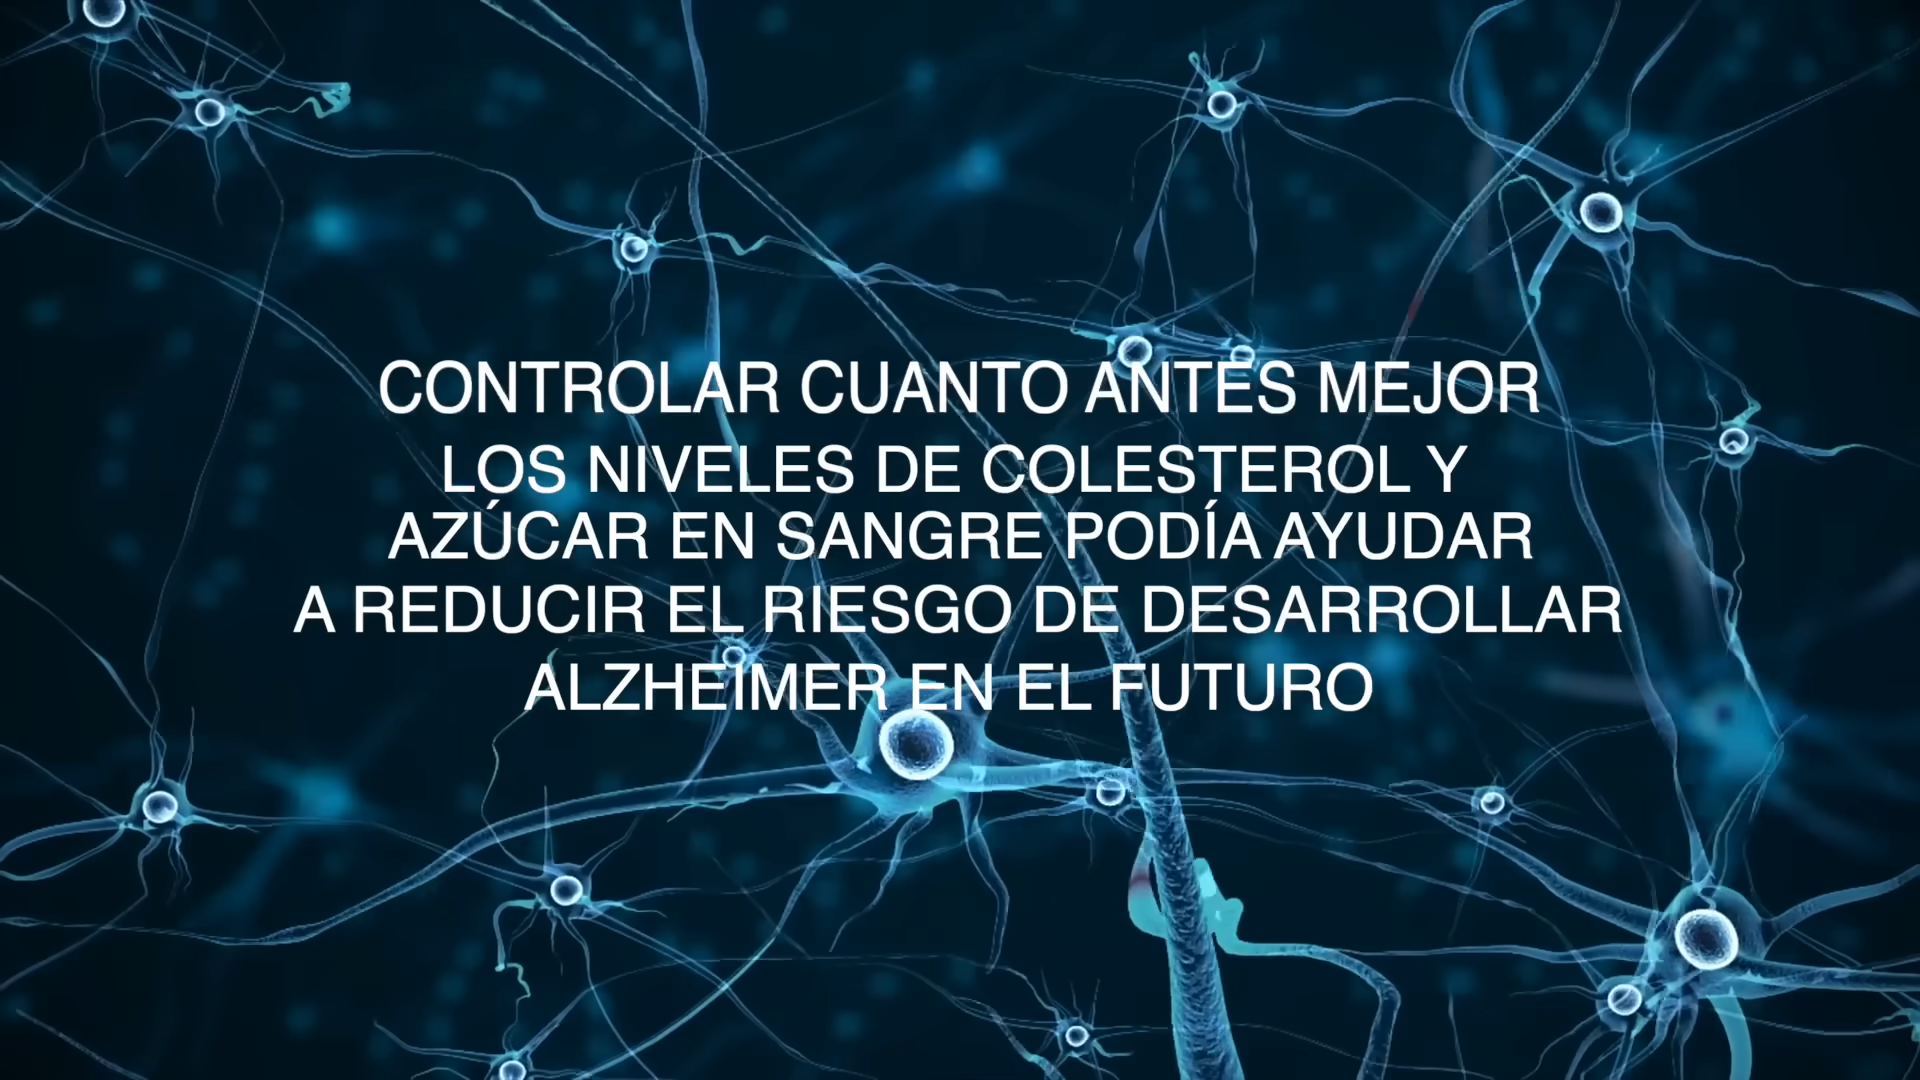 CONTROLAR CUANTO ANTES MEJOR
LOS NIVELES DE COLESTEROL Y
AZÚCAR EN SANGRE PODÍA AYUDAR
A REDUCIR EL RIESGO DE DESARROLLAR
ALZHEIMER EN EL FUTURO